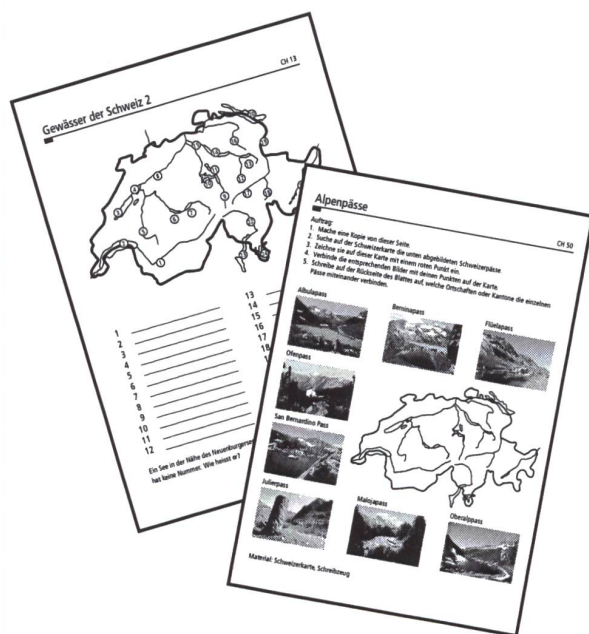 Gewässer der Schweiz 2
CH 13
1
2
3
4
5
6
7
8
9
10
11
12
13
14
15
16
17
18
Ein See in der Nähe des
hat keine Nummer. Wie heisst er?
Alpenpässe
CH 50
Auftrag:
1. Mache eine Kopie von dieser Seite.
2. Suche auf der Schweizerkarte die unten abgebildeten Schweizerpässe
3. Zeichne sie auf dieser Karte mit einem roten Punkt ein.
4. Verbinde die entsprechenden Bilder mit deinen Punkten auf der Karte.
5. Schreibe auf der Rückseite des Blattes auf, welche Ortschaften oder Kantone die einzelnen
Pässe miteinander verbinden.
Albulapass
Berninapass
Flüelapass
Ofenpass
San Bernardino Pass
Julierpass
Malojapass
Oberalppass
Material: Schweizerkarte, Schreibzeug